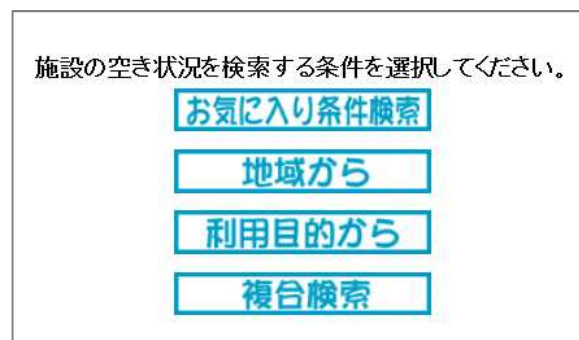 施設の空き状況を検索する条件を選択してください。
お気に入り条件検索
地域から
利用目的から
複合検索